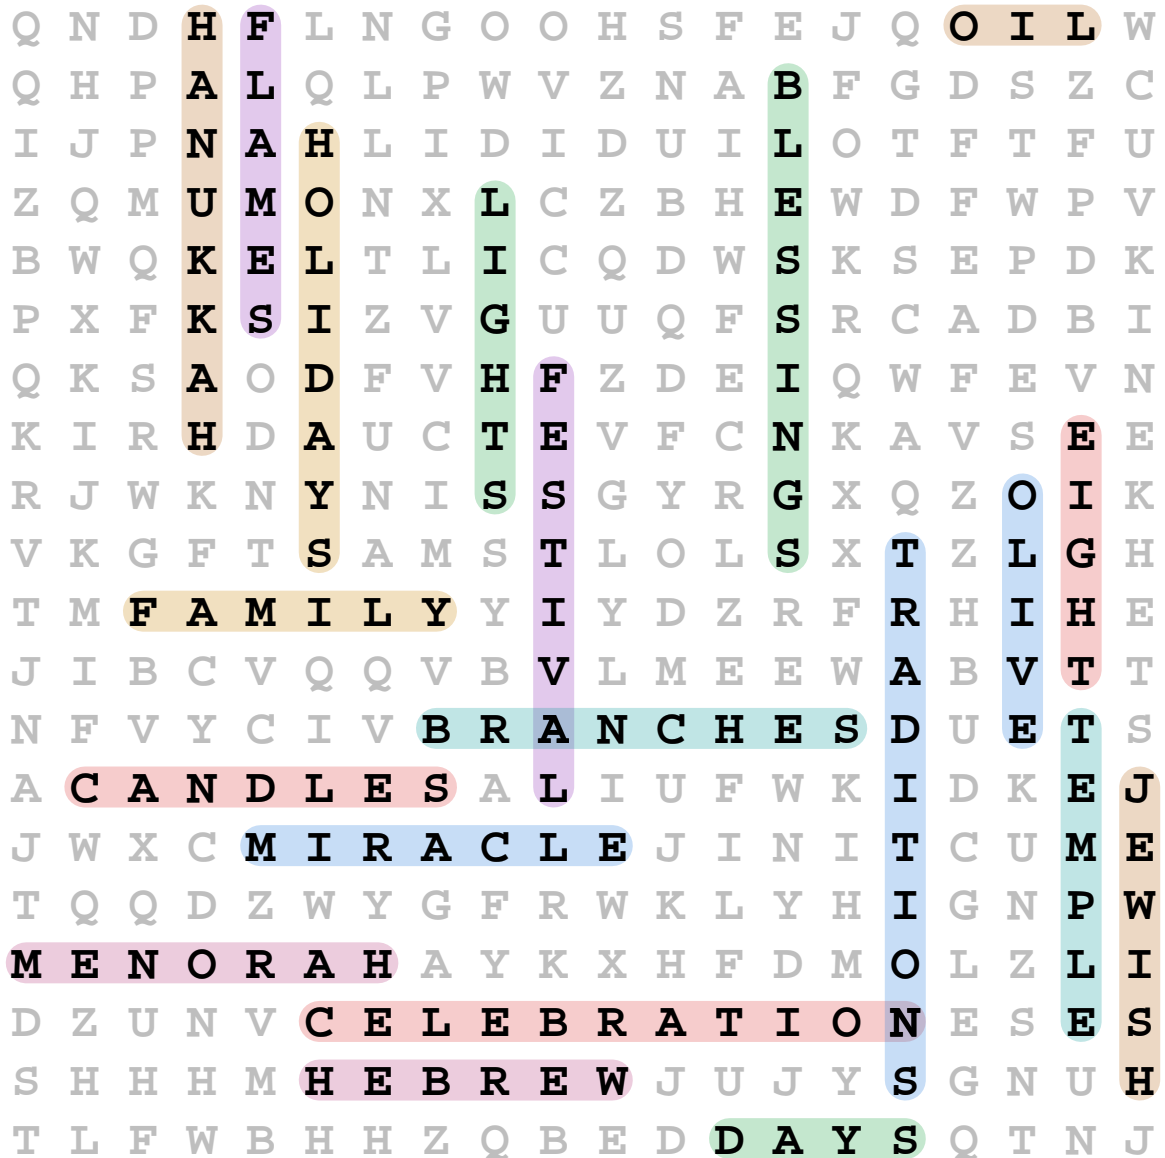 Q N D H F L N G O O H S F E J Q O I L W
Q H P A L Q L P W V Z N A B F G D S Z C
I J P N A H L I D I D U I L O T F T F U
Z Q M U M O N X L C Z B H E W D F W P V
B W Q K E L T L I C Q D W S K S E P D K
P X F K S I Z V G U U Q F S R C A D B I
Q K S A O D F V H F Z D E I Q W F E V N
K I R H D A U C T E V F C N K A V S E E
R J W K N Y N I S S G Y R G X Q Z O I K
V K G F T S A M S T L O L S X T Z L G H
T M F A M I L Y Y I Y D Z R F R H I H E
J I B C V Q Q V B V L M E E W A B V T T
N F V Y C I V B R A N C H E S D U E T S
A C A N D L E S A L I U F W K I D K E J
J W X C M I R A C L E J I N I T C U M E
T Q Q D Z W Y G F R W K L Y H I G N P W
M E N O R A H A Y K X H F D M O L Z L I
D Z U N V C E L E B R A T I O N E S E S
S H H H M H E B R E W J U J Y S G N U H
T L F W B H H Z Q B E D D A Y S Q T N J